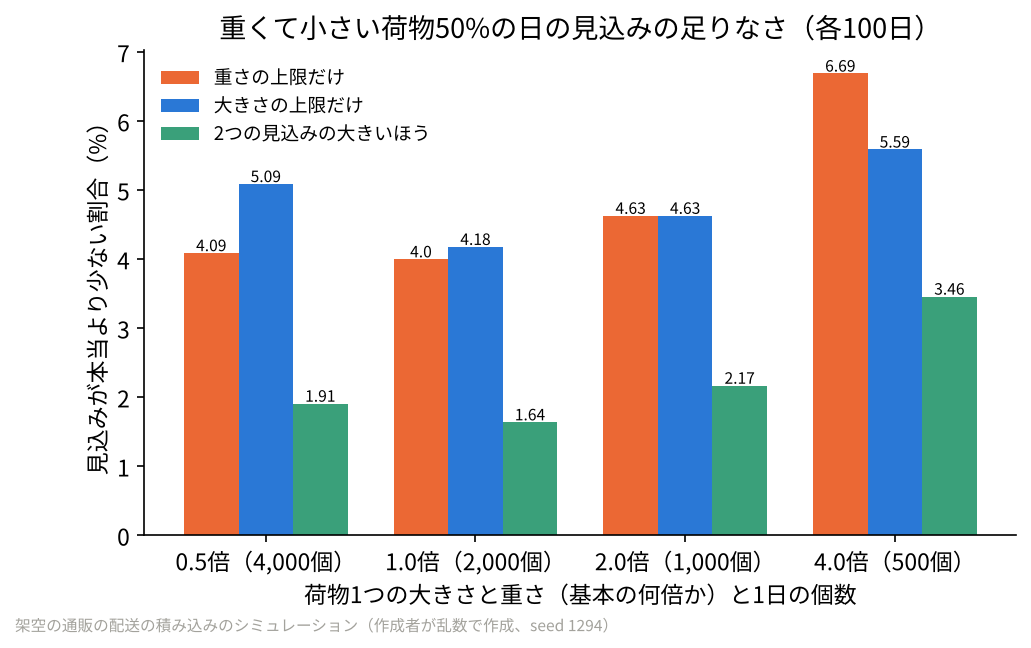 重くて小さい荷物50%の日の見込みの足りなさ（各100日）
見込みが本当より少ない割合（%）
7
6
5
4
3
2
1
0
重さの上限だけ
大きさの上限だけ
2つの見込みの大きいほう
4.09
5.09
1.91
4.0
4.18
1.64
4.63
4.63
2.17
6.69
5.59
3.46
0.5倍（4,000個）
1.0倍（2,000個）
2.0倍（1,000個）
4.0倍（500個）
荷物1つの大きさと重さ（基本の何倍か）と1日の個数
架空の通販の配送の積み込みのシミュレーション（作成者が乱数で作成、seed 1294）